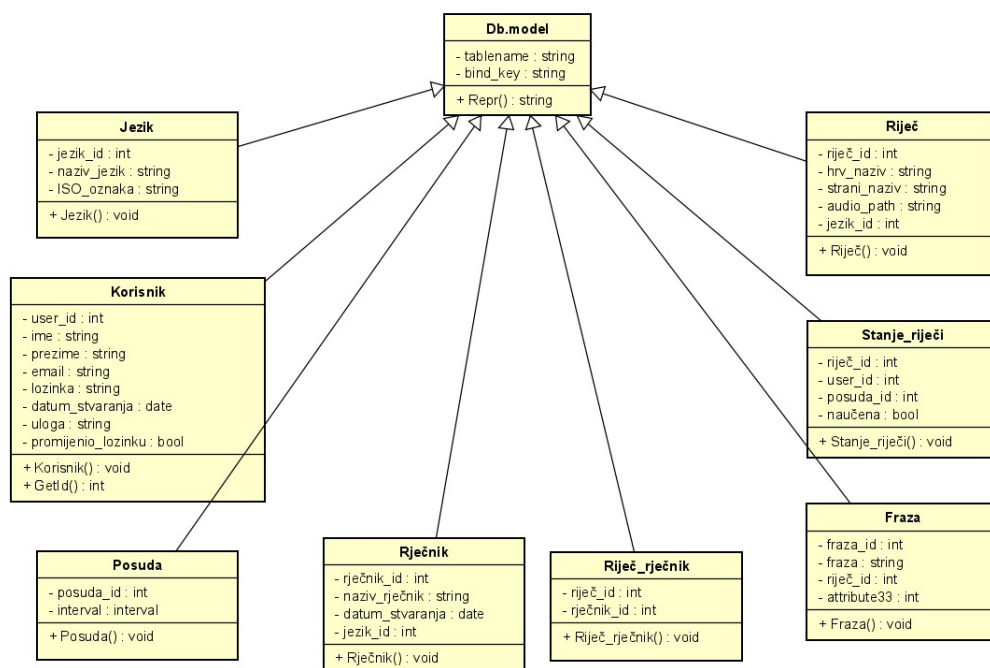 Db.model
- tablename : string
- bind_key : string
+ Repr() : string
Jezik
- jezik_id : int
- naziv_jezik : string
- ISO_oznaka : string
+ Jezik() : void
Riječ
- riječ_id : int
- hrv_naziv : string
- strani_naziv : string
- audio_path : string
- jezik_id : int
+ Riječ() : void
Korisnik
- user_id : int
- ime : string
- prezime : string
- email : string
- lozinka : string
- datum_stvaranja : date
- uloga : string
- promijenio_lozinku : bool
+ Korisnik() : void
+ GetId() : int
Stanje_riječi
- riječ_id : int
- user_id : int
- posuda_id : int
- naučena : bool
+ Stanje_riječi() : void
Posuda
- posuda_id : int
- interval : interval
+ Posuda() : void
Rječnik
- rječnik_id : int
- naziv_rječnik : string
- datum_stvaranja : date
- jezik_id : int
+ Rječnik() : void
Riječ_rječnik
- riječ_id : int
- rječnik_id : int
+ Riječ_rječnik() : void
Fraza
- fraza_id : int
- fraza : string
- riječ_id : int
- attribute33 : int
+ Fraza() : void